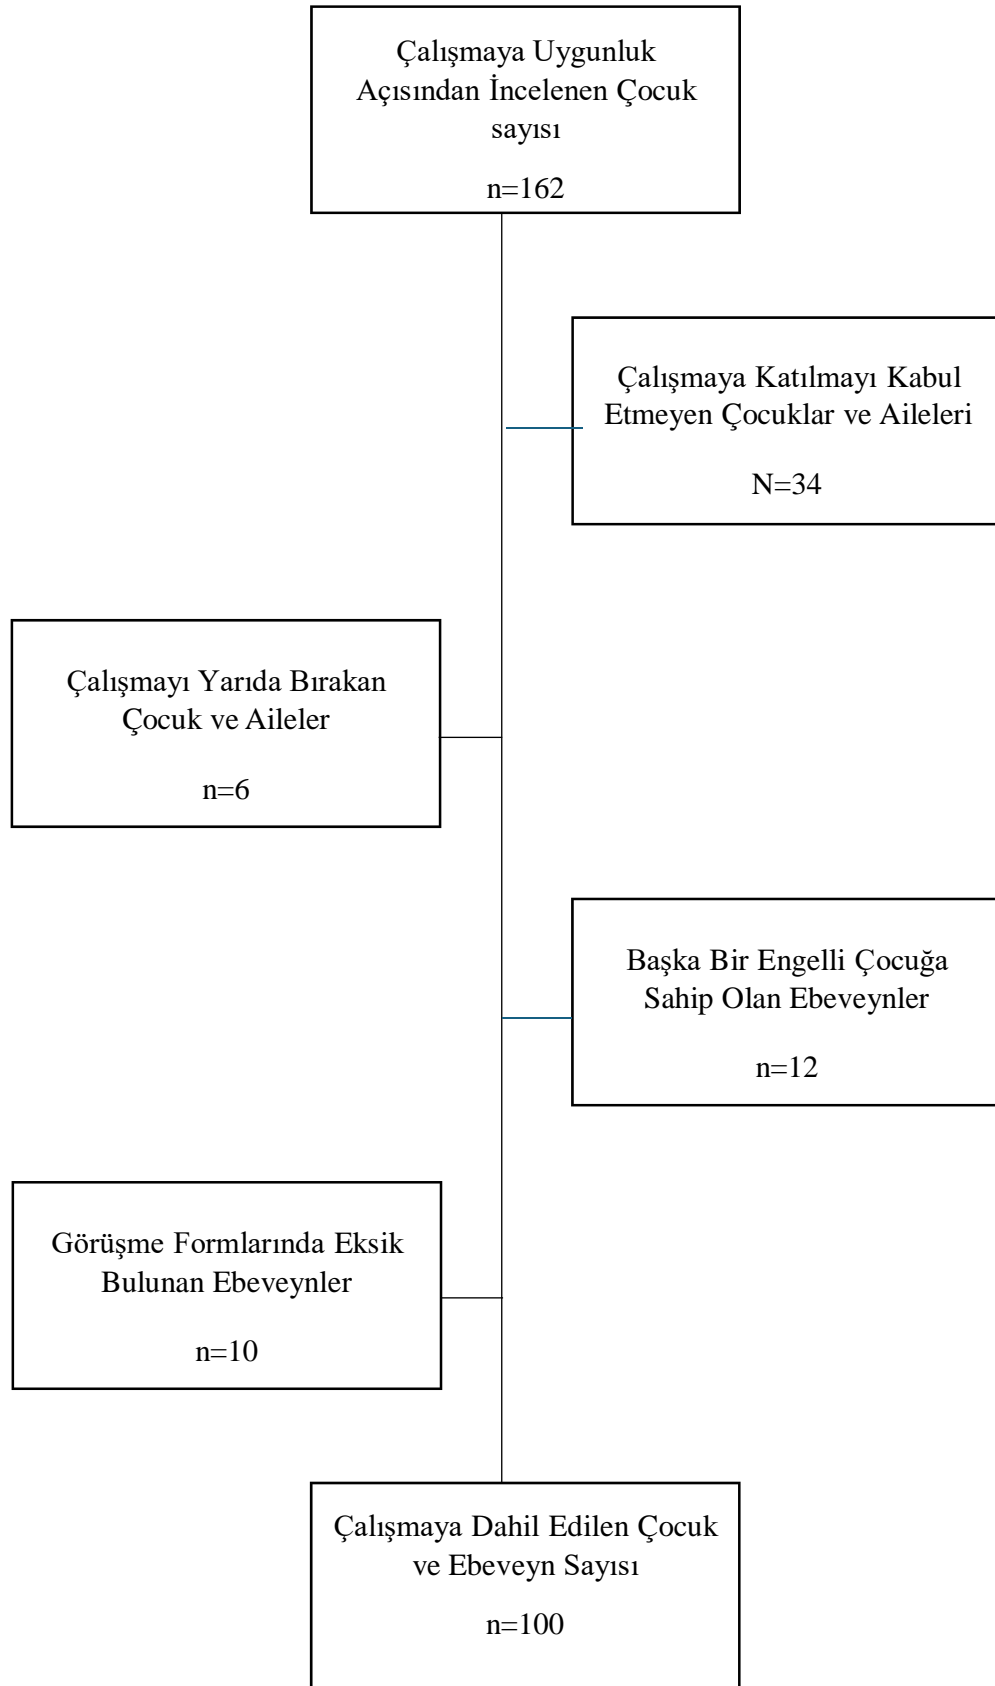 Çalışmaya Uygunluk
Açısından İncelenen Çocuk
sayısı
n=162
Çalışmaya Katılmayı Kabul
Etmeyen Çocuklar ve Aileleri
N=34
Çalışmayı Yarıda Bırakan
Çocuk ve Aileler
n=6
Başka Bir Engelli Çocuğa
Sahip Olan Ebeveynler
n=12
Görüşme Formlarında Eksik
Bulunan Ebeveynler
n=10
Çalışmaya Dahil Edilen Çocuk
ve Ebeveyn Sayısı
n=100